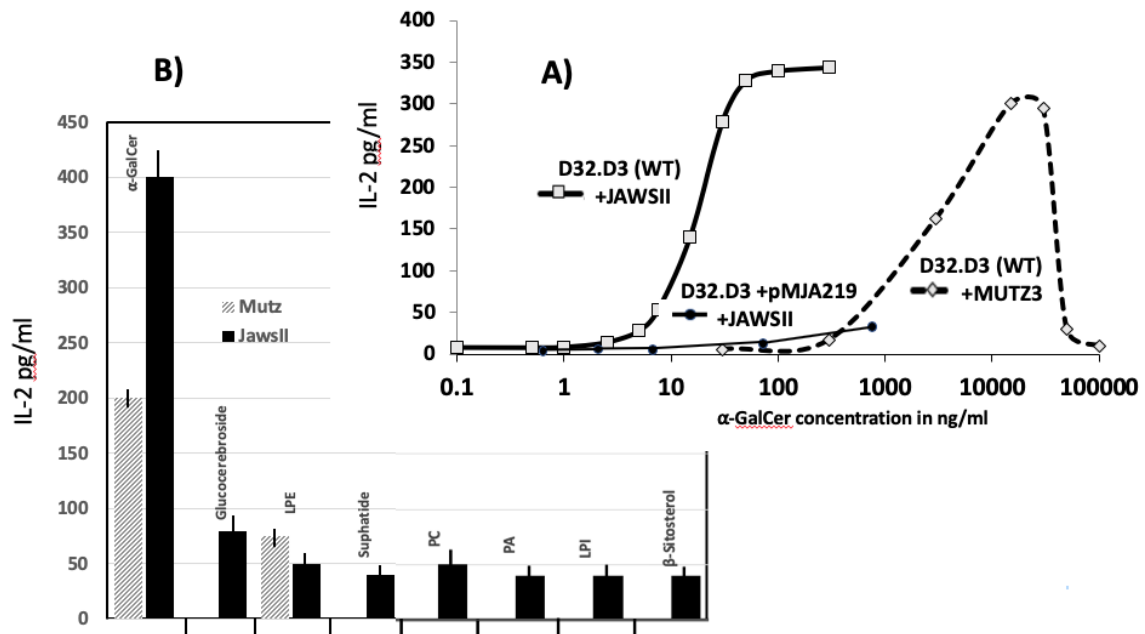 B)
IL-2 pg/ml
450
400
350
300
250
200
150
100
50
0
α-GalCer
Mutz
JawsII
Glucocerebroside
LPE
Suphatide
PC
PA
LPI
β-Sitosterol
A)
IL-2 pg/ml
400
350
300
250
200
150
100
50
0
D32.D3 (WT)
+JAWSII
D32.D3 +pMJA219
+JAWSII
D32.D3 (WT)
+MUTZ3
0.1 1 10 100 1000 10000 100000
α-GalCer concentration in ng/ml